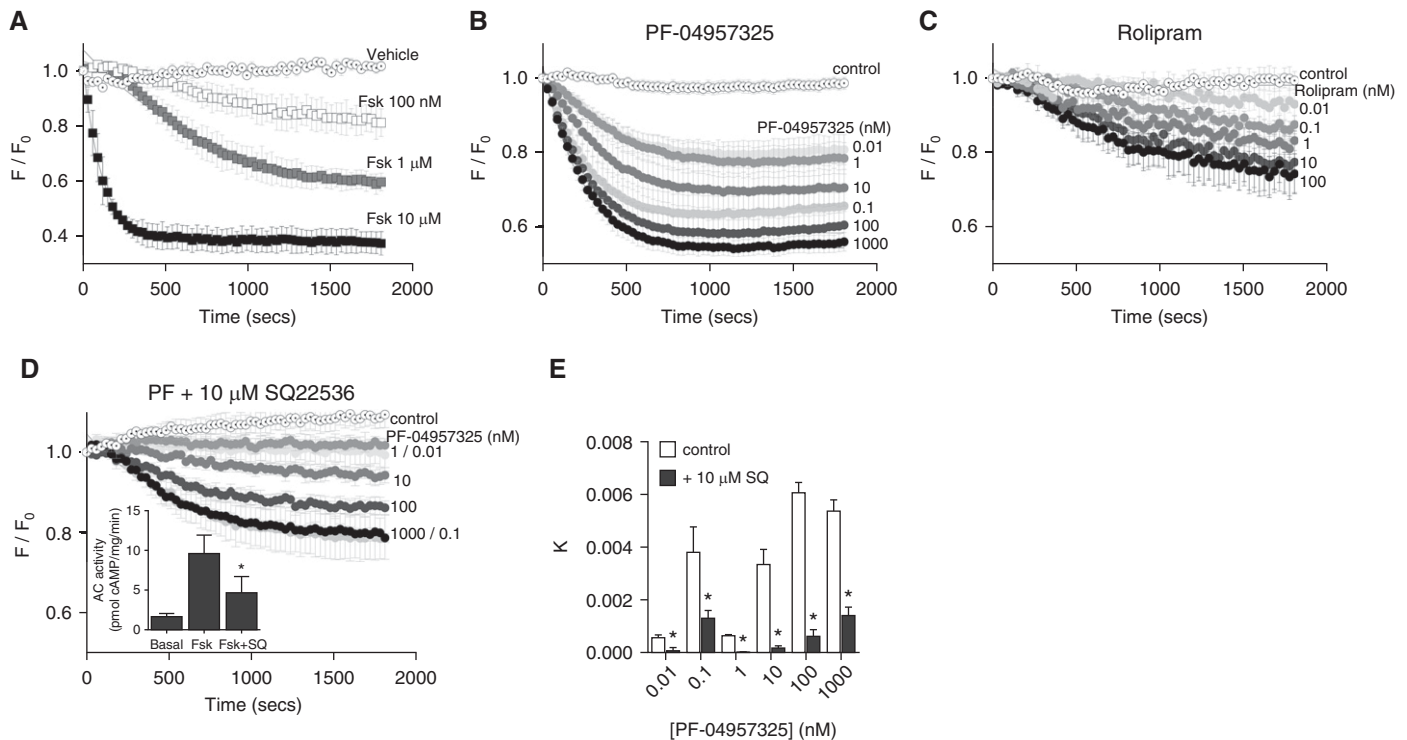 A
F / F0
1.0
0.8
0.6
0.4
Vehicle
Fsk 100 nM
Fsk 1 μM
Fsk 10 μM
0 500 1000 1500 2000
Time (secs)
B
PF-04957325
F / F0
1.0
0.8
0.6
control
PF-04957325 (nM)
0.01
1
10
0.1
100
1000
0 500 1000 1500 2000
Time (secs)
C
Rolipram
F / F0
1.0
0.8
0.6
control
Rolipram (nM)
0.01
0.1
1
10
100
0 500 1000 1500 2000
Time (secs)
D
PF + 10 μM SQ22536
F / F0
1.0
0.8
0.6
control
PF-04957325 (nM)
1 / 0.01
10
100
1000 / 0.1
AC activity
(pmol cAMP/mg/min)
15
10
5
0
*
Basal Fsk Fsk+SQ
0 500 1000 1500 2000
Time (secs)
E
K
0.008
0.006
0.004
0.002
0.000
control
+ 10 μM SQ
* * * * * *
0.01 0.1 1 10 100 1000
[PF-04957325] (nM)